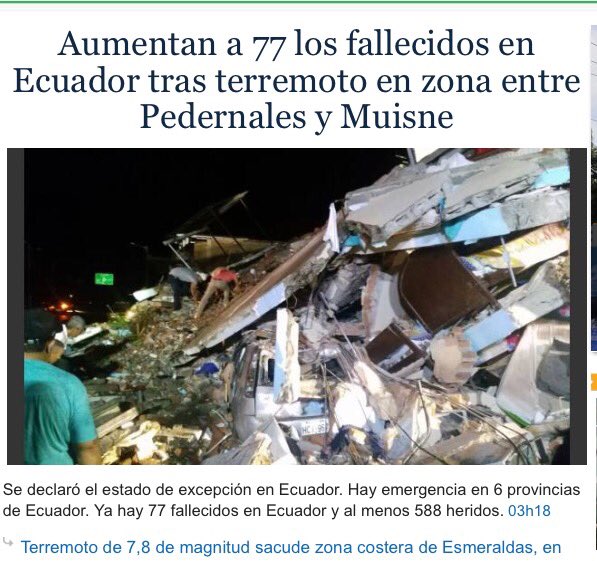 Aumentan a 77 los fallecidos en
Ecuador tras terremoto en zona entre
Pedernales y Muisne
Se declaró el estado de excepción en Ecuador. Hay emergencia en 6 provincias
de Ecuador. Ya hay 77 fallecidos en Ecuador y al menos 588 heridos. 03h18
Terremoto de 7,8 de magnitud sacude zona costera de Esmeraldas, en